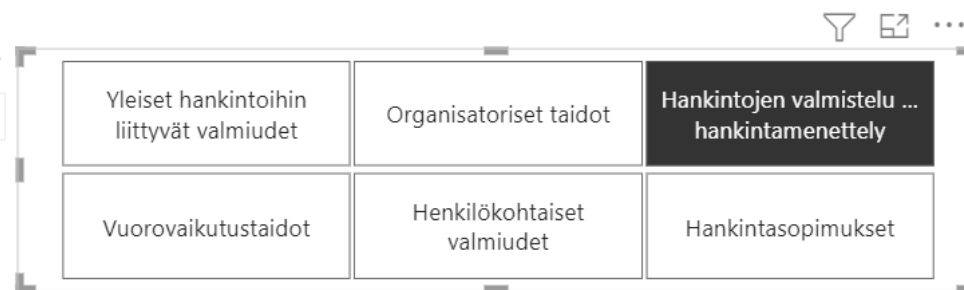 Yleiset hankintoihin
liittyvät valmiudet
Organisatoriset taidot
Hankintojen valmistelu ...
hankintamenettely
Vuorovaikutustaidot
Henkilökohtaiset
valmiudet
Hankintasopimukset